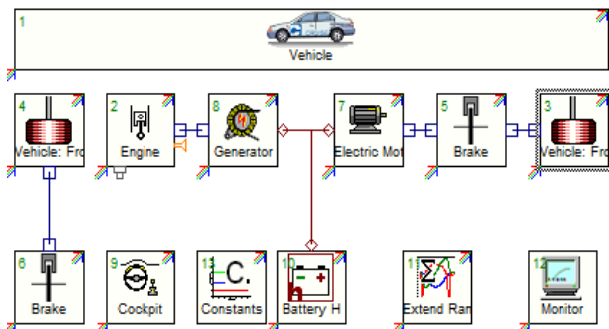 1
Vehicle
4
Vehicle: Fro
2
Engine
8
Generator
7
Electric Mot
5
Brake
3
Vehicle: Fro
6
Brake
9
Cockpit
13
C.
Constants
10
Battery H
11
Σ
Extend Ran
12
Monitor